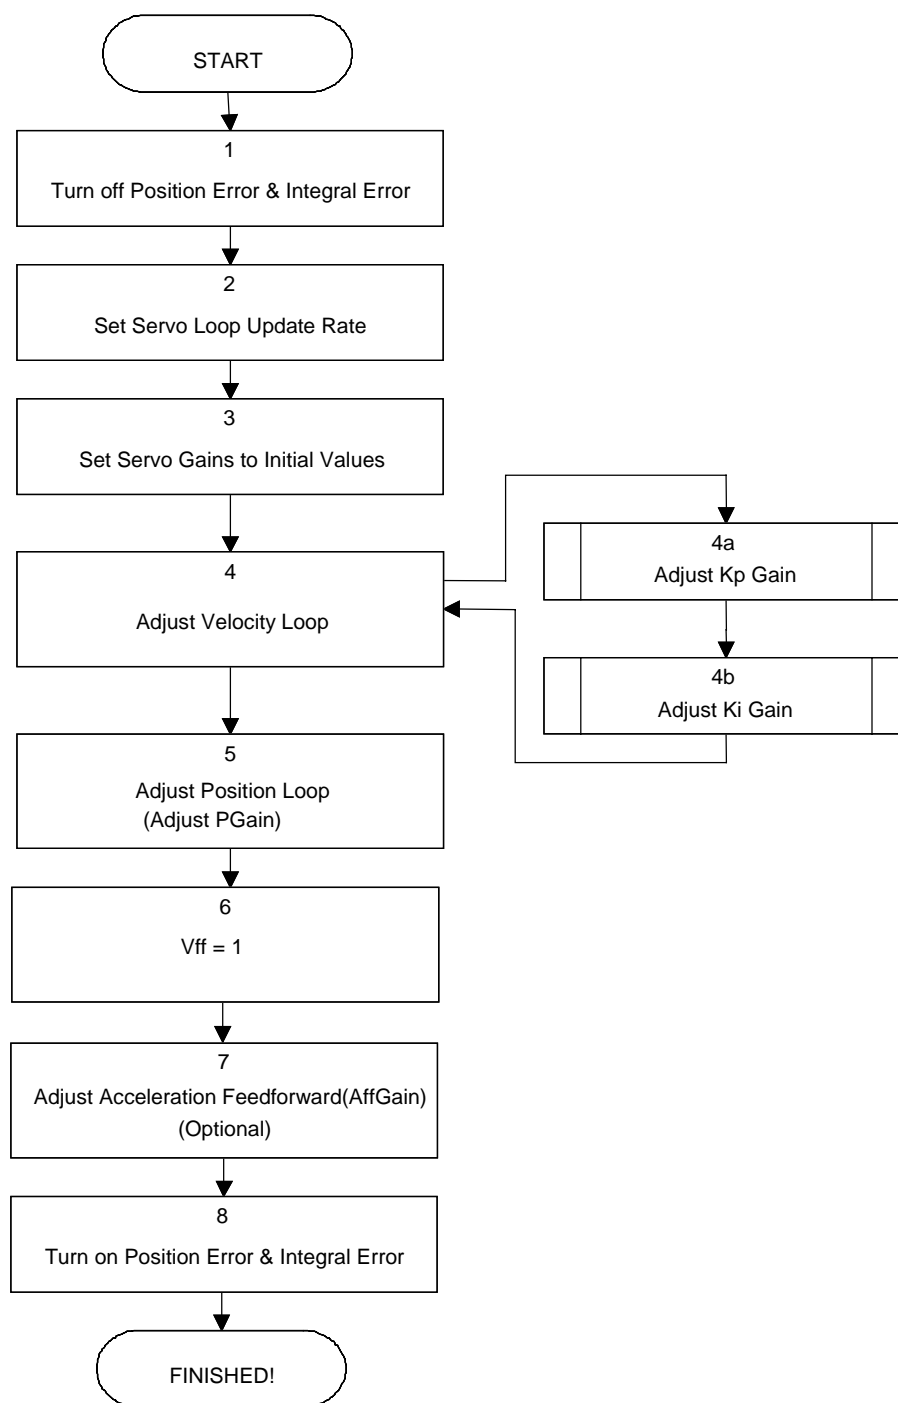 START
1
Turn off Position Error & Integral Error
2
Set Servo Loop Update Rate
3
Set Servo Gains to Initial Values
4
Adjust Velocity Loop
4a
Adjust Kp Gain
4b
Adjust Ki Gain
5
Adjust Position Loop
(Adjust PGain)
6
Vff = 1
7
Adjust Acceleration Feedforward(AffGain)
(Optional)
8
Turn on Position Error & Integral Error
FINISHED!